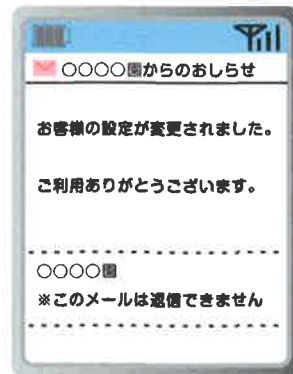 ○○○○園からのおしらせ
お客様の設定が変更されました。
ご利用ありがとうございます。
○○○○園
※このメールは返信できません